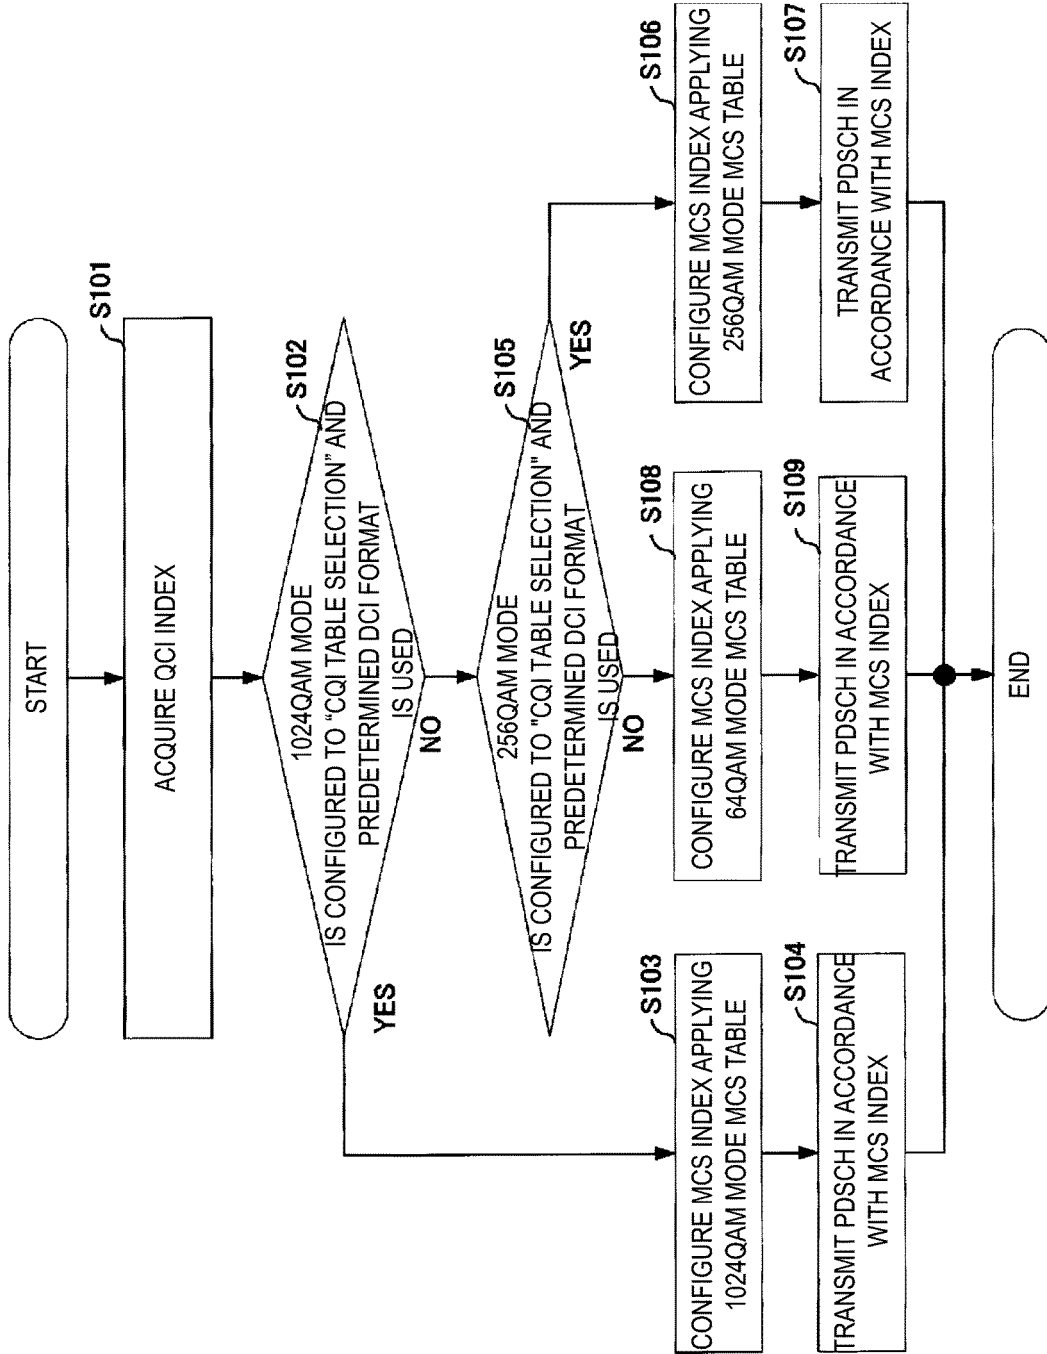 START
S101
ACQUIRE QCI INDEX
S102
1024QAM MODE
IS CONFIGURED TO “CQI TABLE SELECTION” AND
PREDETERMINED DCI FORMAT
IS USED
YES
NO
S105
256QAM MODE
IS CONFIGURED TO "CQI TABLE SELECTION" AND
PREDETERMINED DCI FORMAT
IS USED
YES
NO
S103
CONFIGURE MCS INDEX APPLYING
1024QAM MODE MCS TABLE
S108
CONFIGURE MCS INDEX APPLYING
64QAM MODE MCS TABLE
S106
CONFIGURE MCS INDEX APPLYING
256QAM MODE MCS TABLE
S104
TRANSMIT PDSCH IN ACCORDANCE
WITH MCS INDEX
S109
TRANSMIT PDSCH IN ACCORDANCE
WITH MCS INDEX
S107
TRANSMIT PDSCH IN
ACCORDANCE WITH MCS INDEX
END